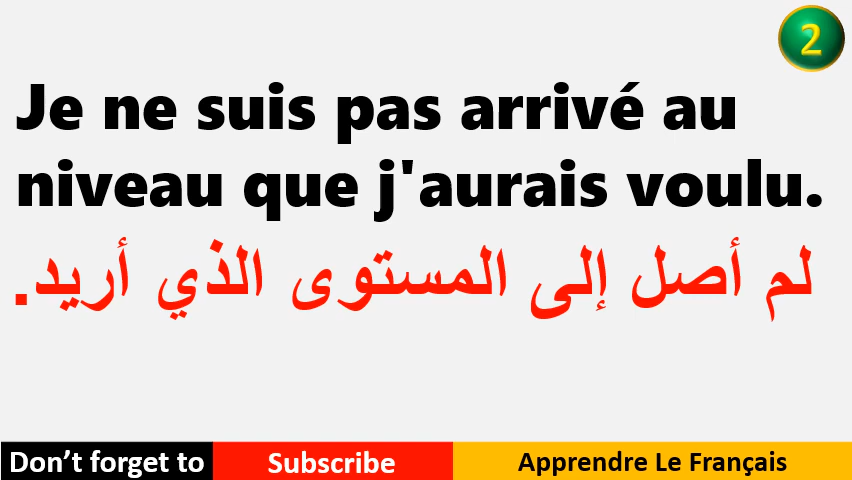 2
Je ne suis pas arrivé au
niveau que j'aurais voulu.
لم أصل إلى المستوى الذي أريد.
Don’t forget to
Subscribe
Apprendre Le Français